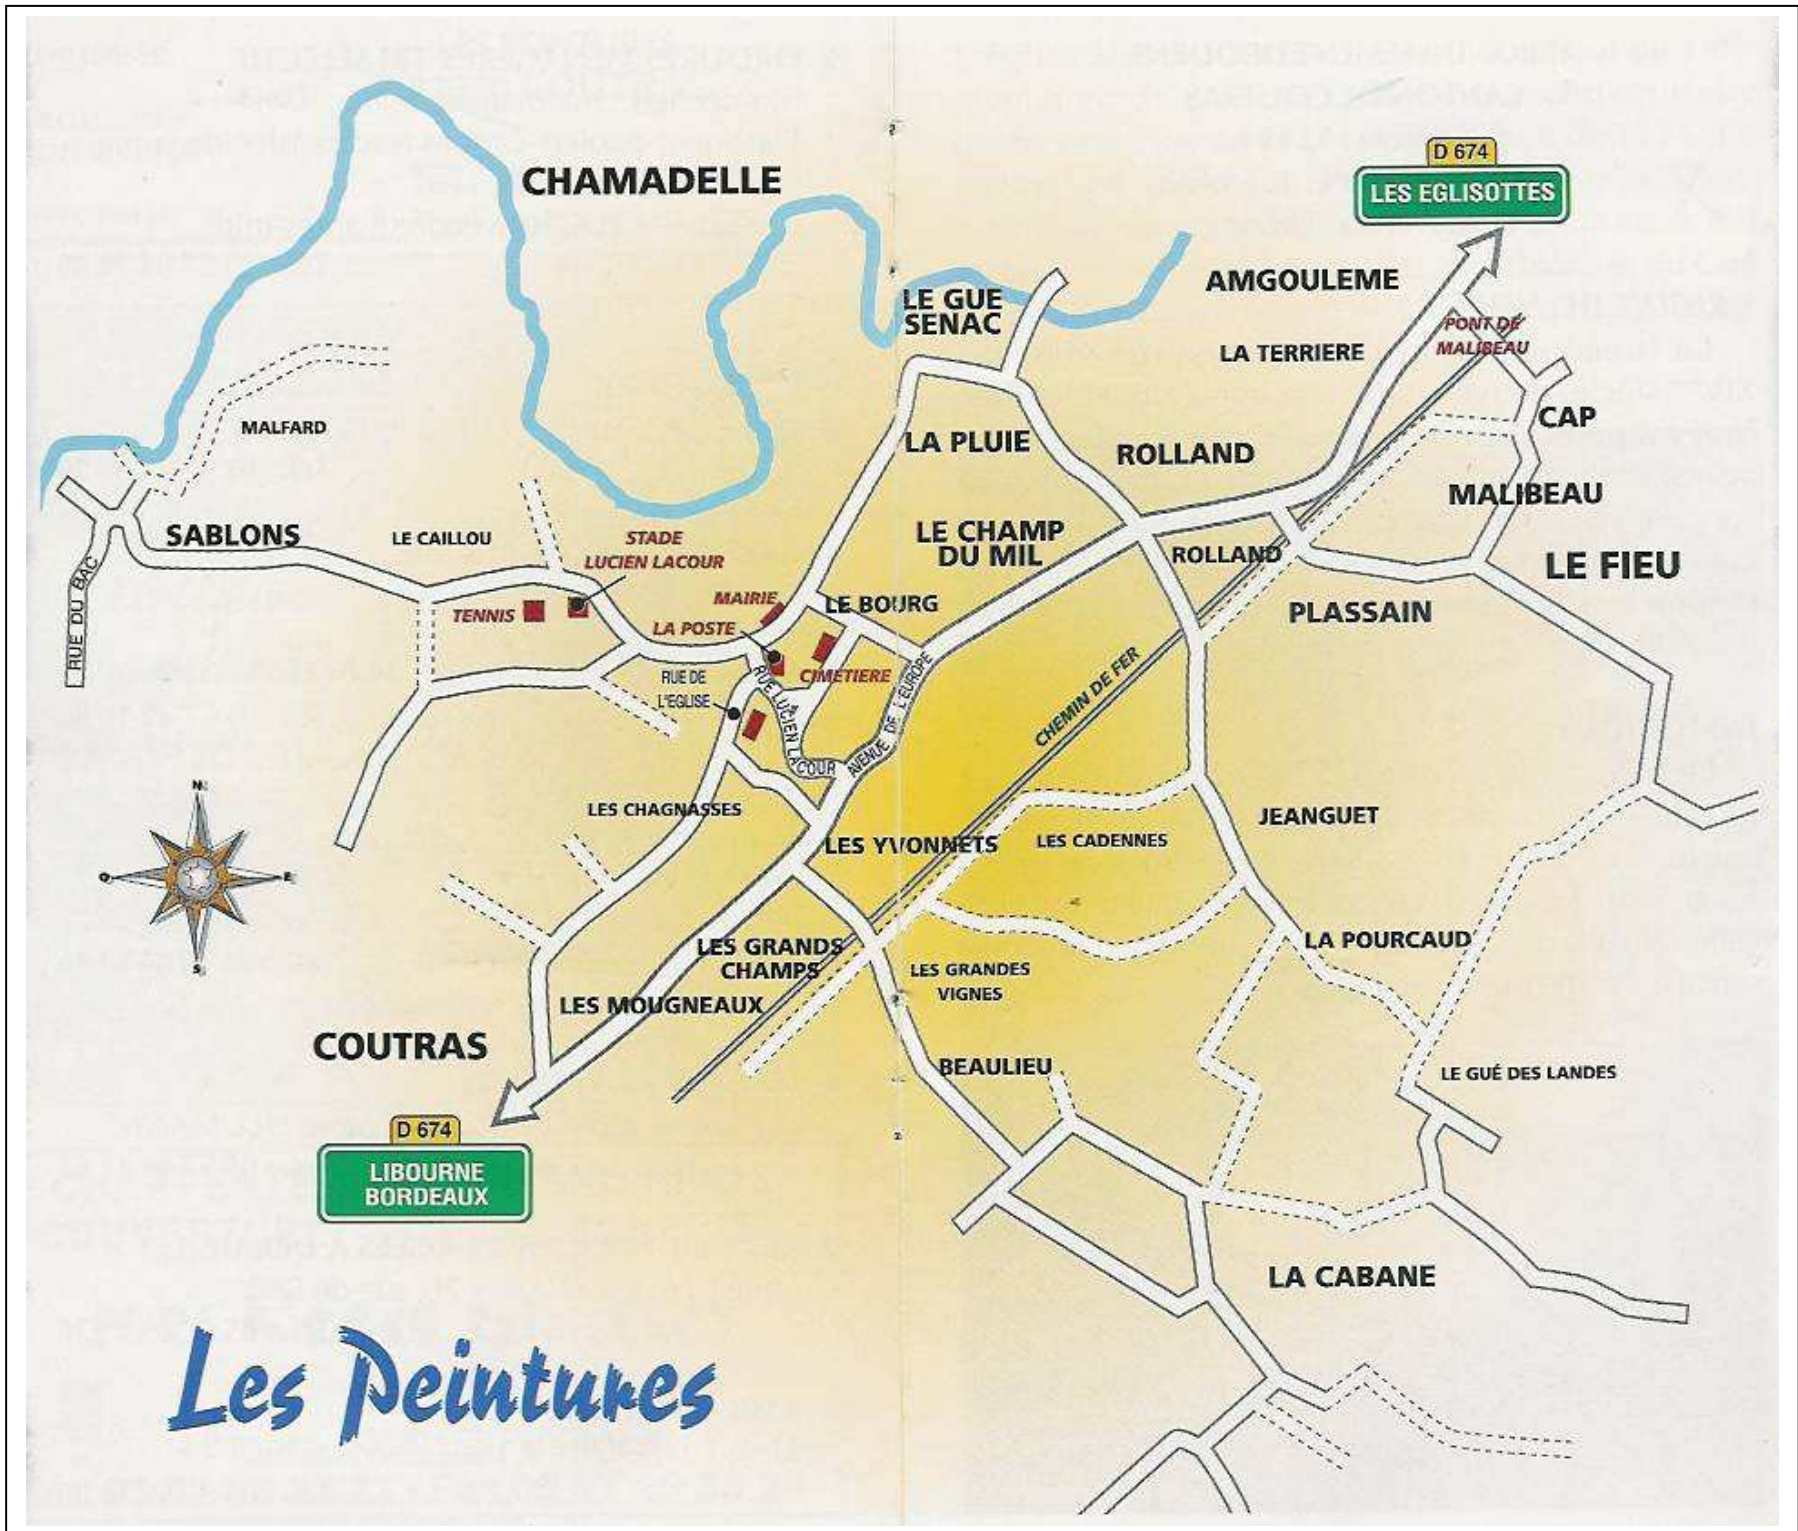 CHAMADELLE
D 674
LES EGLISOTTES
AMGOULEME
LE GUE
SENAC
PONT DE
MALIBEAU
LA TERRIERE
MALFARD
CAP
LA PLUIE
ROLLAND
MALIBEAU
SABLONS
LE CAILLOU
STADE
LUCIEN LACOUR
LE CHAMP
DU MIL
ROLLAND
LE FIEU
RUE DU BAC
TENNIS
MAIRIE
LE BOURG
LA POSTE
PLASSAIN
RUE DE
L'EGLISE
CIMETIERE
RUE LUCIEN LACOUR
AVENUE DE L'EUROPE
CHEMIN DE FER
N
O
E
S
LES CHAGNASSES
LES YVONNETS
LES CADENNES
JEANGUET
LES GRANDS
CHAMPS
LA POURCAUD
LES GRANDES
VIGNES
LES MOUGNEAUX
COUTRAS
BEAULIEU
LE GUÉ DES LANDES
D 674
LIBOURNE
BORDEAUX
LA CABANE
Les Peintures